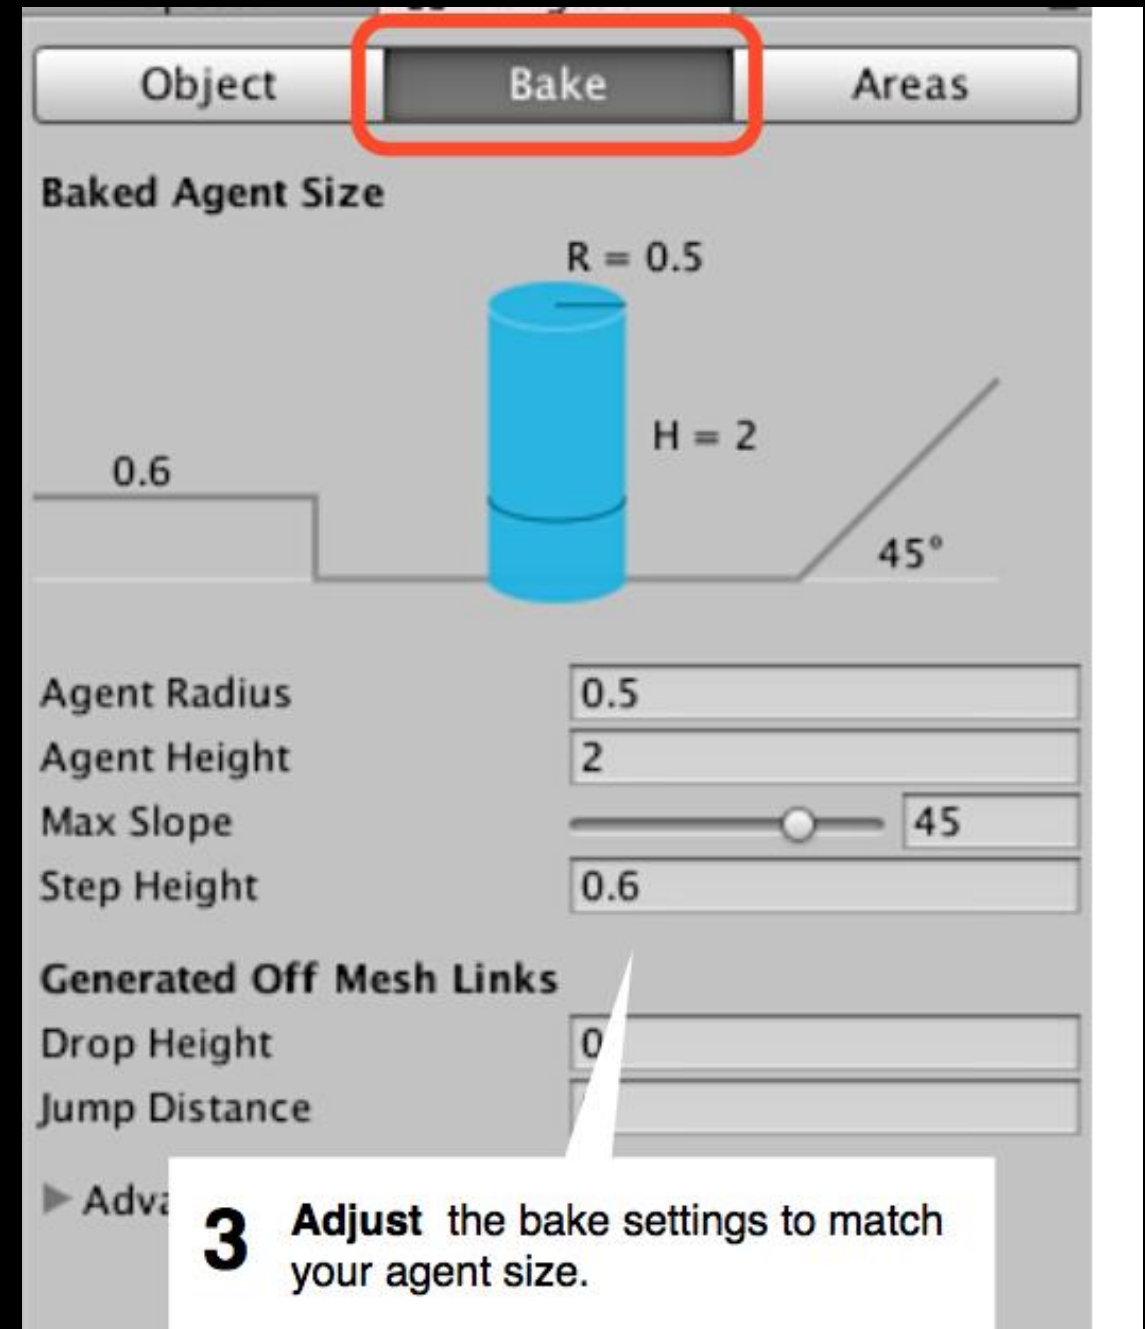 Object Bake Areas
Baked Agent Size
R = 0.5
H = 2
0.6
45°
Agent Radius 0.5
Agent Height 2
Max Slope 45
Step Height 0.6
Generated Off Mesh Links
Drop Height 0
Jump Distance
3 Adjust the bake settings to match
your agent size.